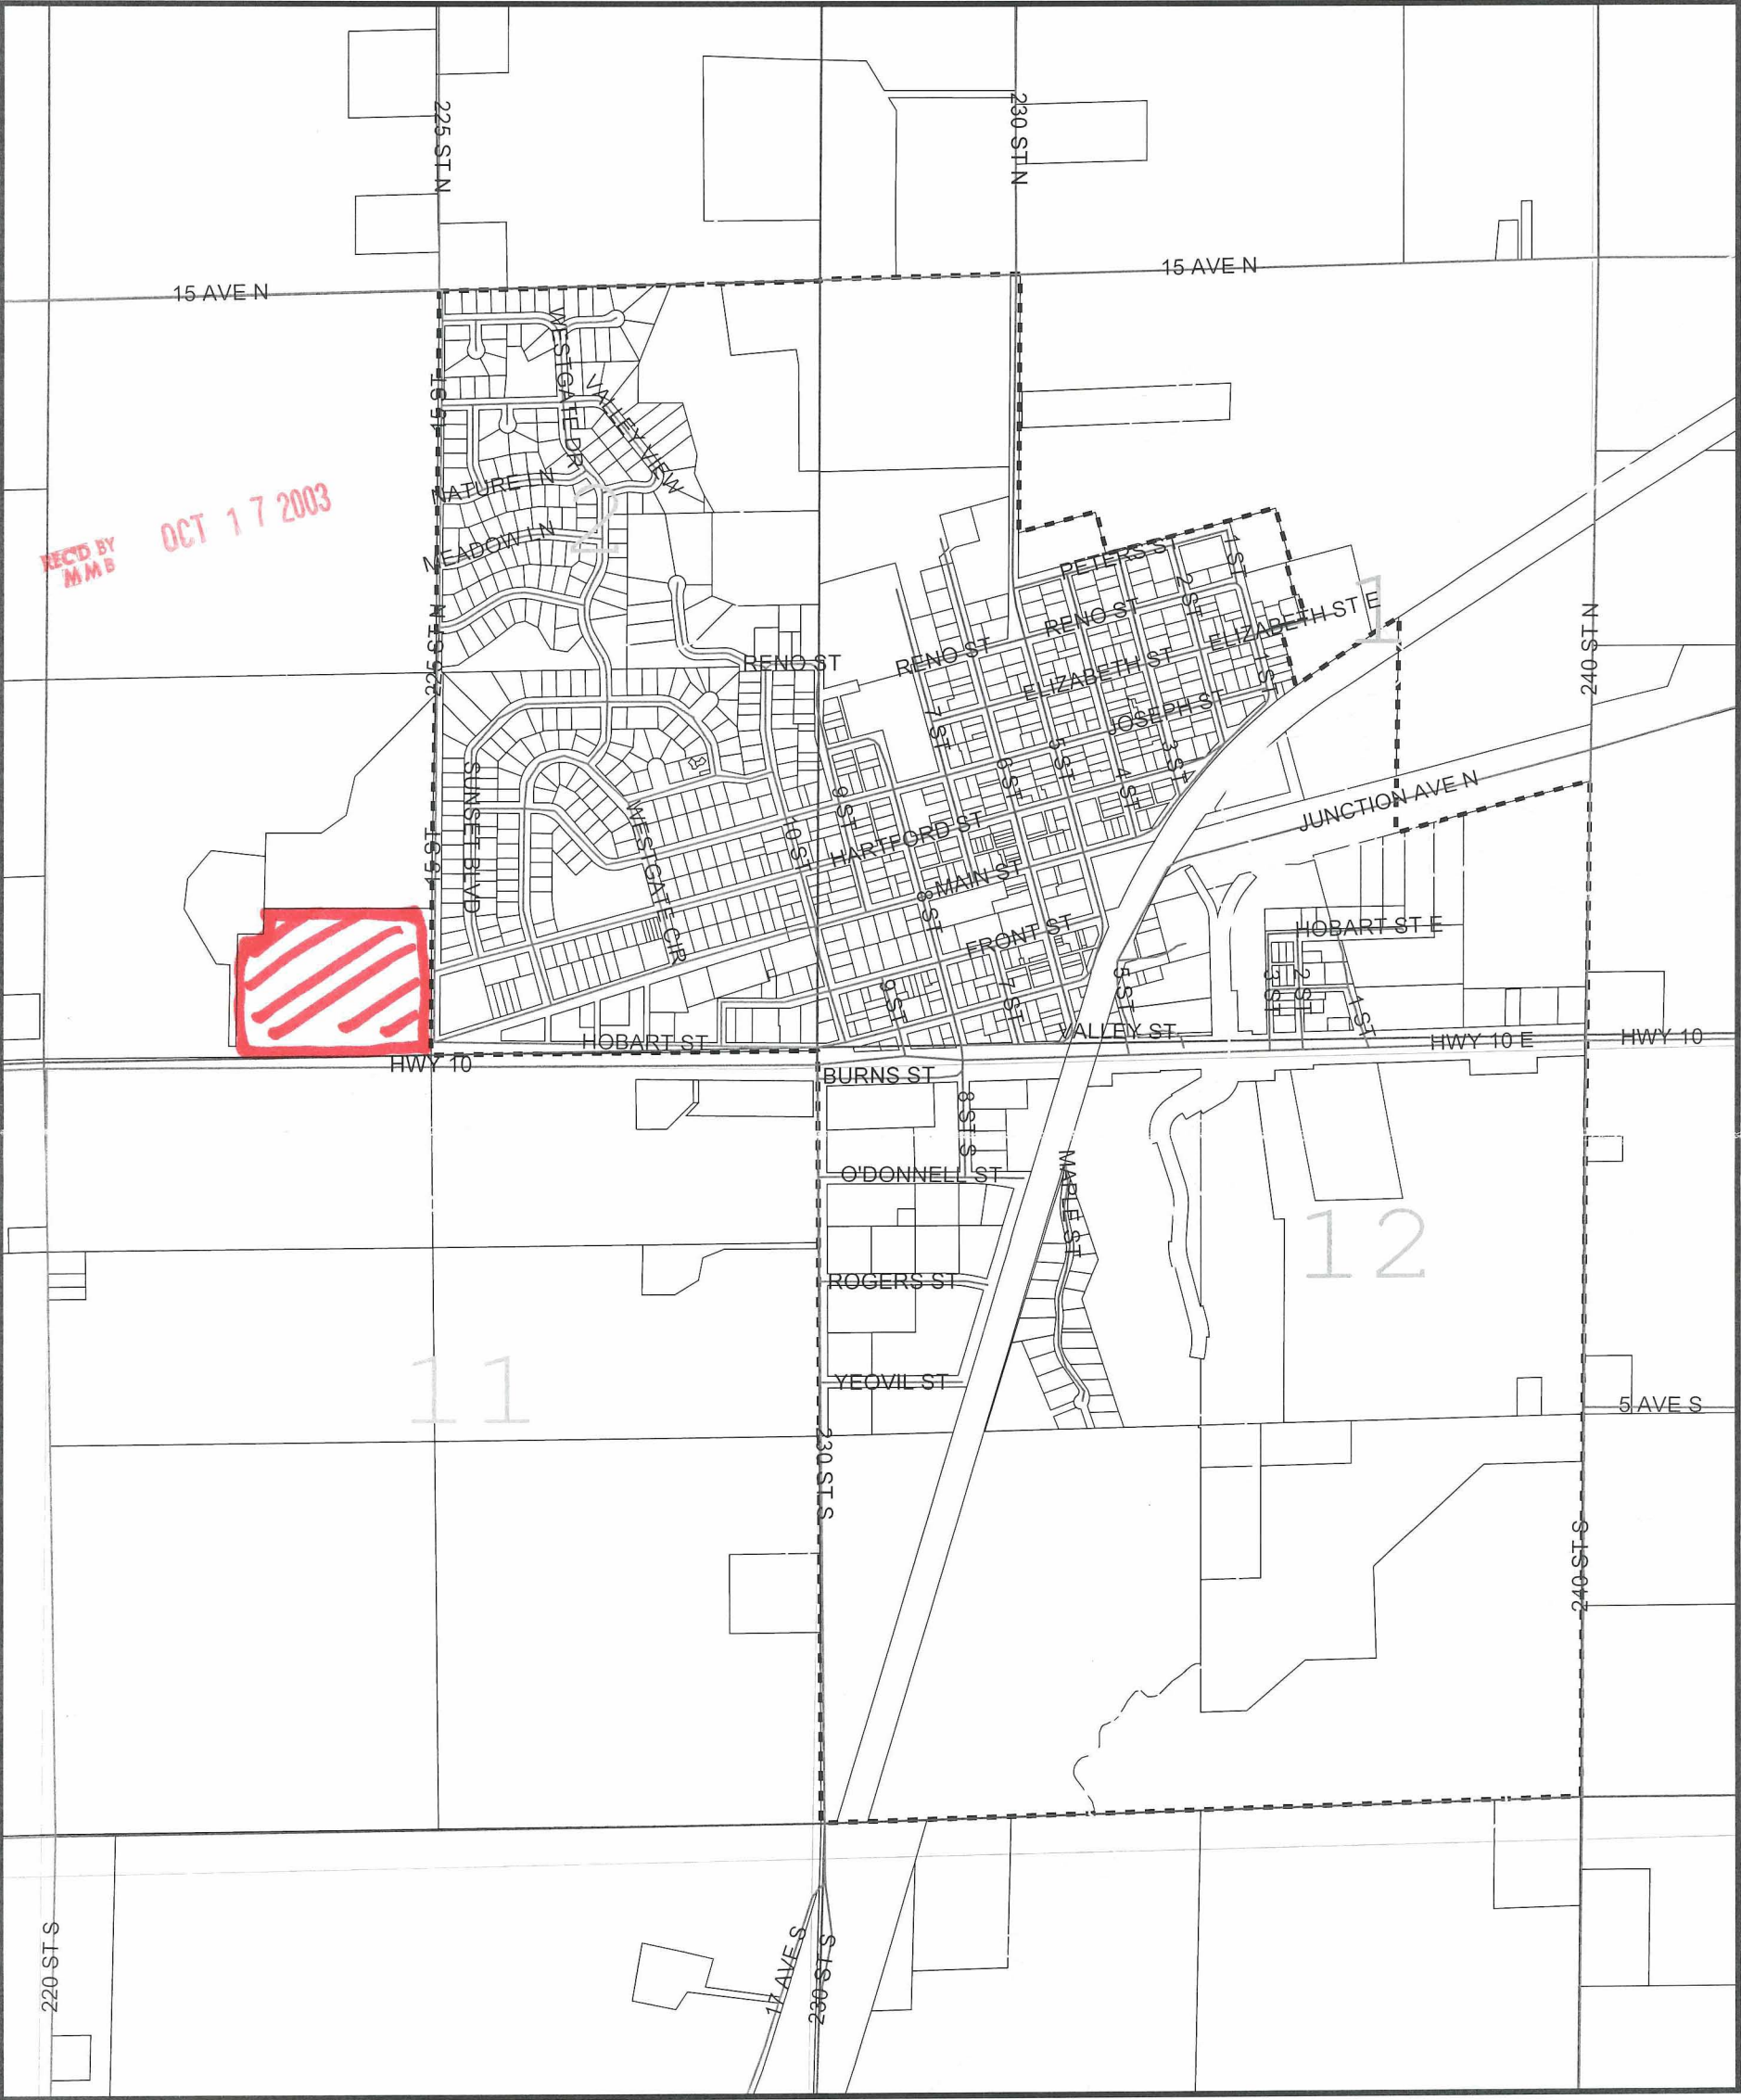 225 ST N
230 ST N
15 AVE N
15 AVE N
WESTGATE DR
15 ST
VALLEY VIEW
NATURE LN
2
OCT 17 2003
REC'D BY
MMB
MEADOW LN
PETERS ST
1 ST
2 ST
1
RENO ST
ELIZABETH ST E
225 ST N
240 ST N
RENO ST
RENO ST
ELIZABETH ST
1 ST
JOSEPH ST
7 ST
6 ST
5 ST
4 ST
3 ST
SUNSET BLVD
WESTGATE CIR
10 ST
9 ST
HARTFORD ST
JUNCTION AVE N
15 ST
MAIN ST
8 ST
FRONT ST
HOBART ST E
5 ST
3 ST
2 ST
1 ST
9 ST
7 ST
VALLEY ST
HOBART ST
HWY 10 E
HWY 10
HWY 10
BURNS ST
8 ST S
O'DONNELL ST
MAPLE ST
12
ROGERS ST
11
YEOVIL ST
5 AVE S
230 ST S
240 ST S
220 ST S
17 AVE S
230 ST S